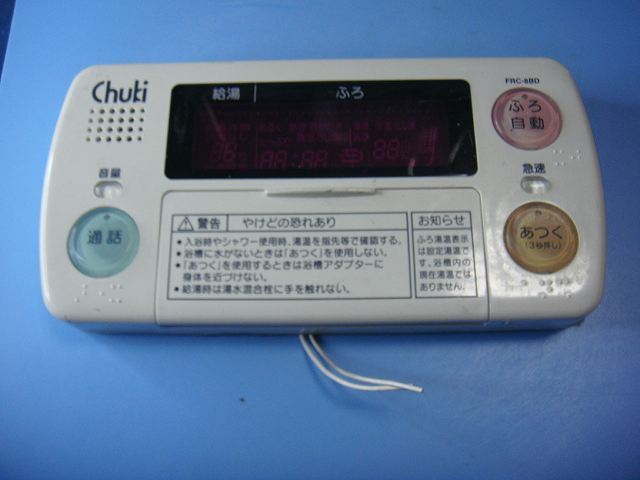 Chuki
給湯 ふろ
FRC-8BD
ふろ
自動
音量
急速
通話
あつく
(3秒押し)
警告 やけどの恐れあり
• 入浴時やシャワー使用時、湯温を指先等で確認する。
• 浴槽に水がないときは「あつく」を使用しない。
• 「あつく」を使用するときは浴槽アダプターに
身体を近づけない。
• 給湯時は湯水混合栓に手を触れない。
お知らせ
ふろ湯温表示
は設定湯温で
す。浴槽内の
現在湯温では
ありません。